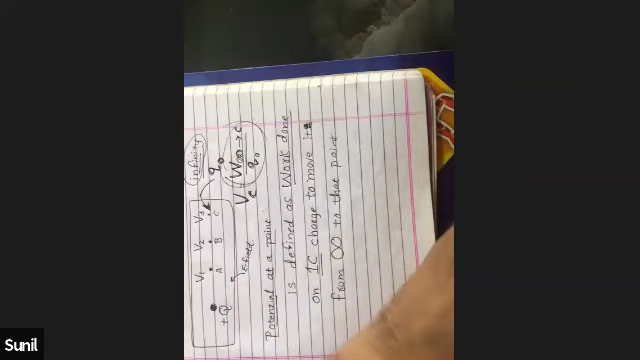 infinity
V1 V2 V3 q0
+Q A B C
E field
Vc = W∞→C / q0
Potential at a point
is defined as Work done
on 1C charge to move it
from ∞ to that point
Sunil